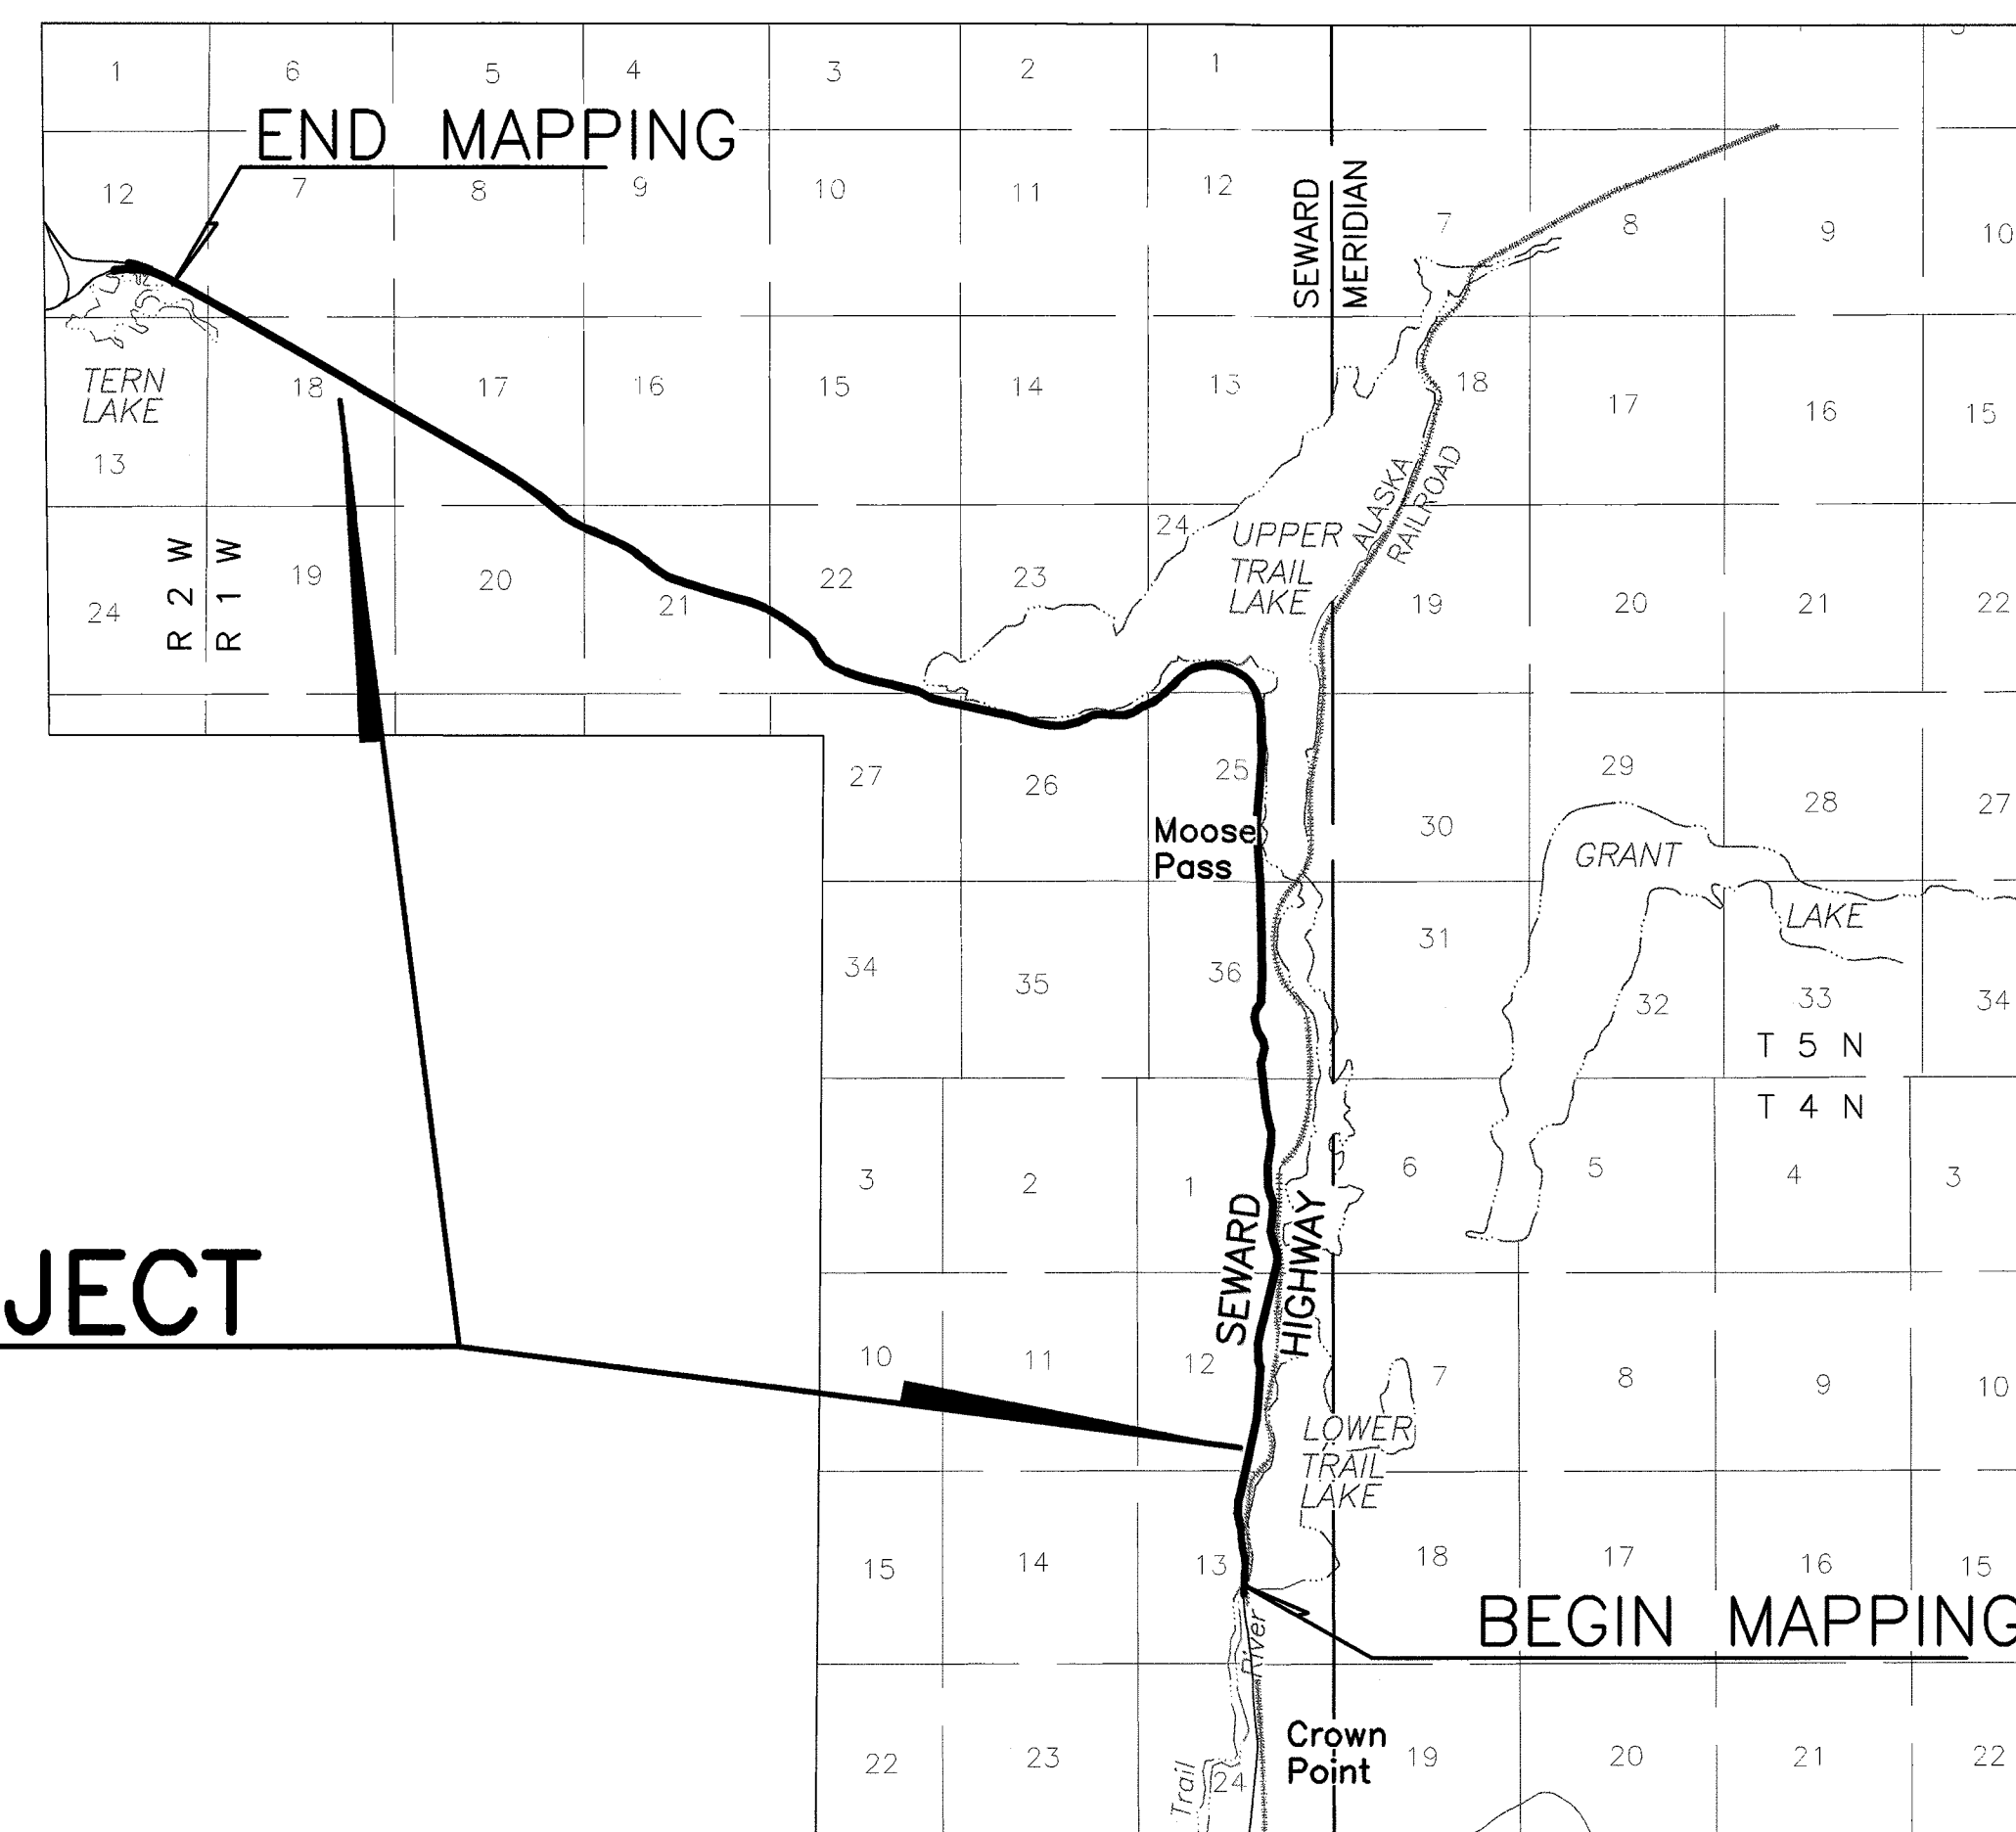 1 6 5 4 3 2 1
END MAPPING
12 7 8 9 10 11 12
SEWARD
MERIDIAN
7 8 9 10
TERN
LAKE
18 17 16 15 14 13
18 17 16 15
13
ALASKA
RAILROAD
24
UPPER
TRAIL
LAKE
R 2 W
R 1 W
24 19 20 21 22 23
19 20 21 22
27 26 25
30 29 28 27
Moose
Pass
GRANT
LAKE
34 35 36
31 32 33 34
T 5 N
T 4 N
3 2 1
6 5 4 3
SEWARD
HIGHWAY
JECT
10 11 12
7 8 9 10
LOWER
TRAIL
LAKE
15 14 13
18 17 16 15
BEGIN MAPPING
River
Trail
Crown
Point
22 23 24
19 20 21 22